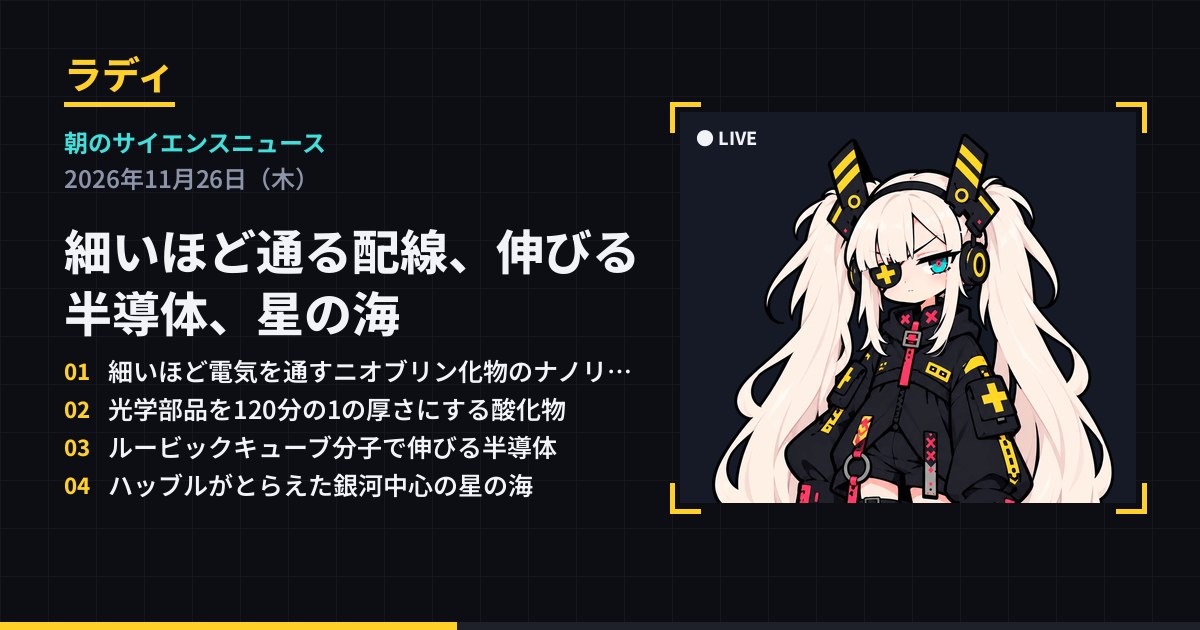 ラディ
朝のサイエンスニュース
2026年11月26日（木）
細いほど通る配線、伸びる
半導体、星の海
01 細いほど電気を通すニオブリン化物のナノリ…
02 光学部品を120分の1の厚さにする酸化物
03 ルービックキューブ分子で伸びる半導体
04 ハッブルがとらえた銀河中心の星の海
LIVE